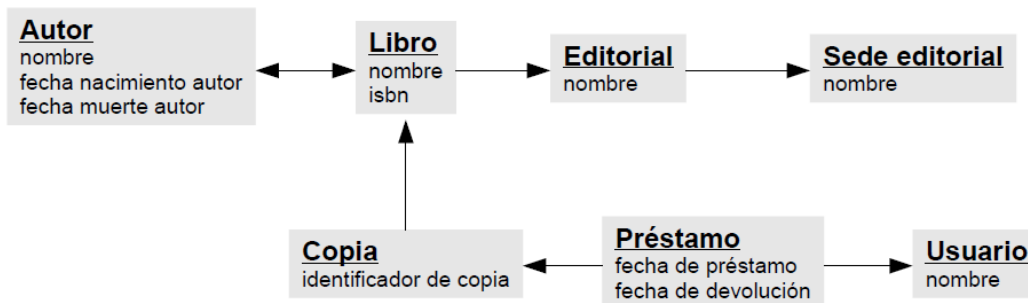 Autor
nombre
fecha nacimiento autor
fecha muerte autor
Libro
nombre
isbn
Editorial
nombre
Sede editorial
nombre
Copia
identificador de copia
Préstamo
fecha de préstamo
fecha de devolución
Usuario
nombre